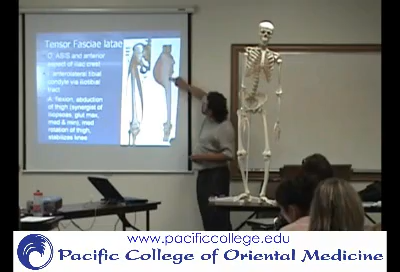 Tensor Fasciae latae
O: ASIS and anterior
aspect of iliac crest
I: anterolateral tibial
condyle via iliotibial
tract
A: flexion, abduction
of thigh (synergist of
iliopsoas, glut max,
med & min), med
rotation of thigh,
stabilizes knee
www.pacificcollege.edu
Pacific College of Oriental Medicine